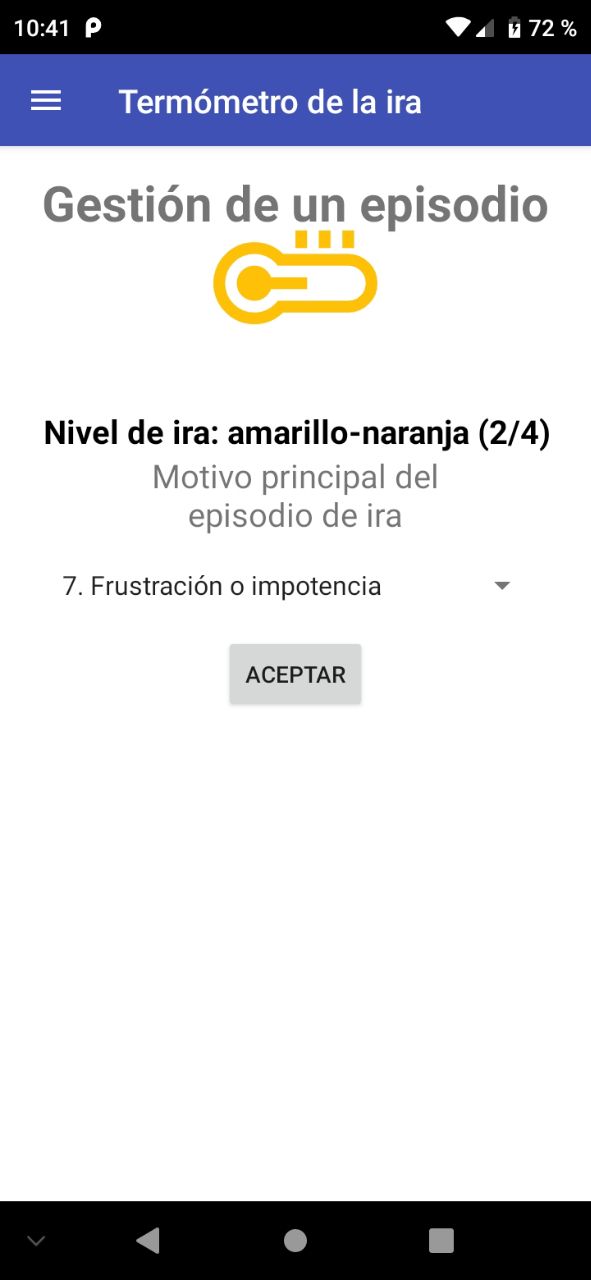 10:41
72 %
Termómetro de la ira
Gestión de un episodio
Nivel de ira: amarillo-naranja (2/4)
Motivo principal del
episodio de ira
7. Frustración o impotencia
ACEPTAR